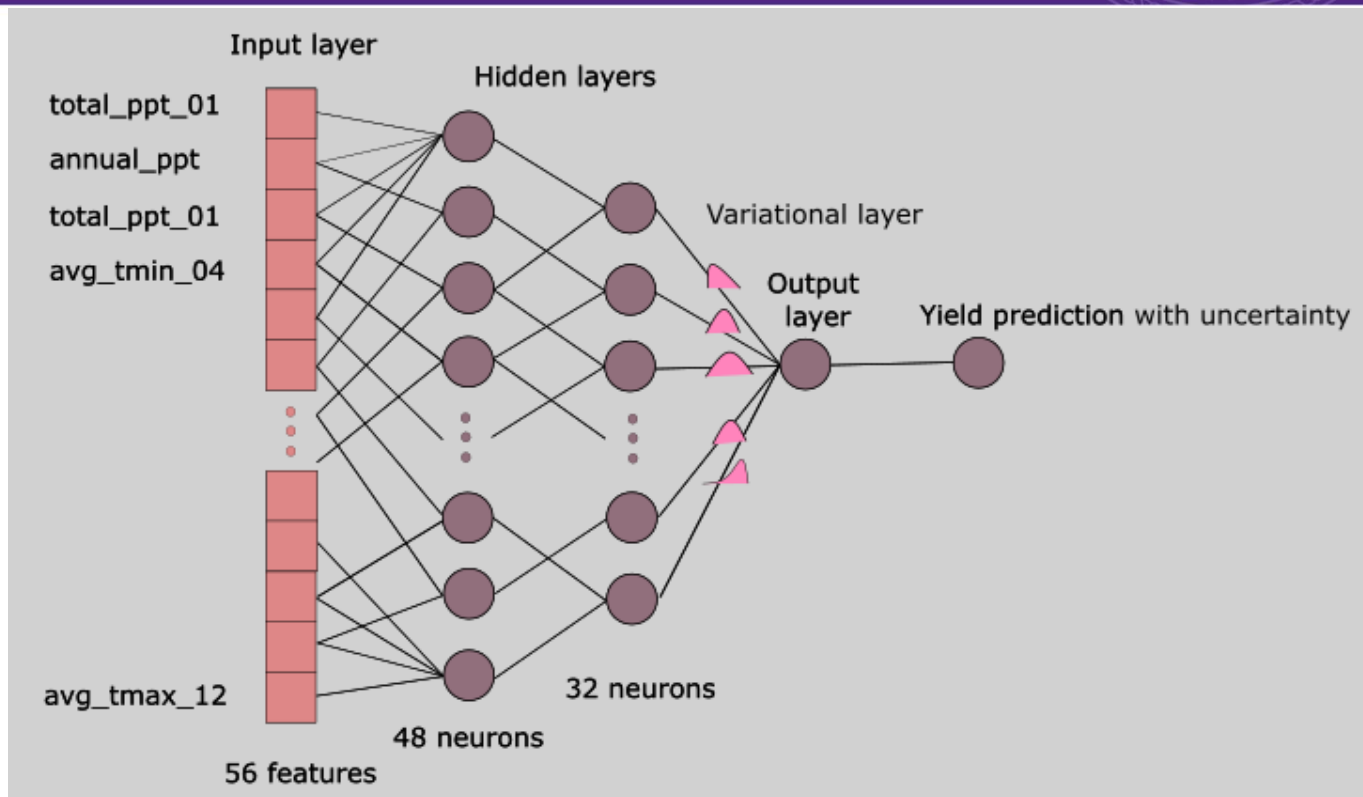 Input layer
Hidden layers
total_ppt_01
annual_ppt
total_ppt_01
avg_tmin_04
Variational layer
Output
layer
Yield prediction with uncertainty
avg_tmax_12
32 neurons
48 neurons
56 features